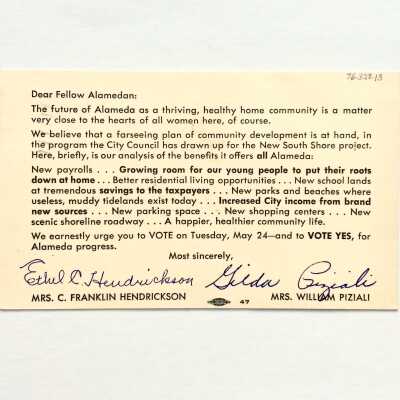 76.322.13
Dear Fellow Alamedan:
The future of Alameda as a thriving, healthy home community is a matter
very close to the hearts of all women here, of course.
We believe that a farseeing plan of community development is at hand, in
the program the City Council has drawn up for the New South Shore project.
Here, briefly, is our analysis of the benefits it offers all Alameda:
New payrolls . . . Growing room for our young people to put their roots
down at home . . . Better residential living opportunities . . . New school lands
at tremendous savings to the taxpayers . . . New parks and beaches where
useless, muddy tidelands exist today . . . Increased City income from brand
new sources . . . New parking space . . . New shopping centers . . . New
scenic shoreline roadway . . . A happier, healthier community life.
We earnestly urge you to VOTE on Tuesday, May 24—and to VOTE YES, for
Alameda progress.
Most sincerely,
Ethel C. Hendrickson Gilda Piziali
MRS. C. FRANKLIN HENDRICKSON 47 MRS. WILLIAM PIZIALI